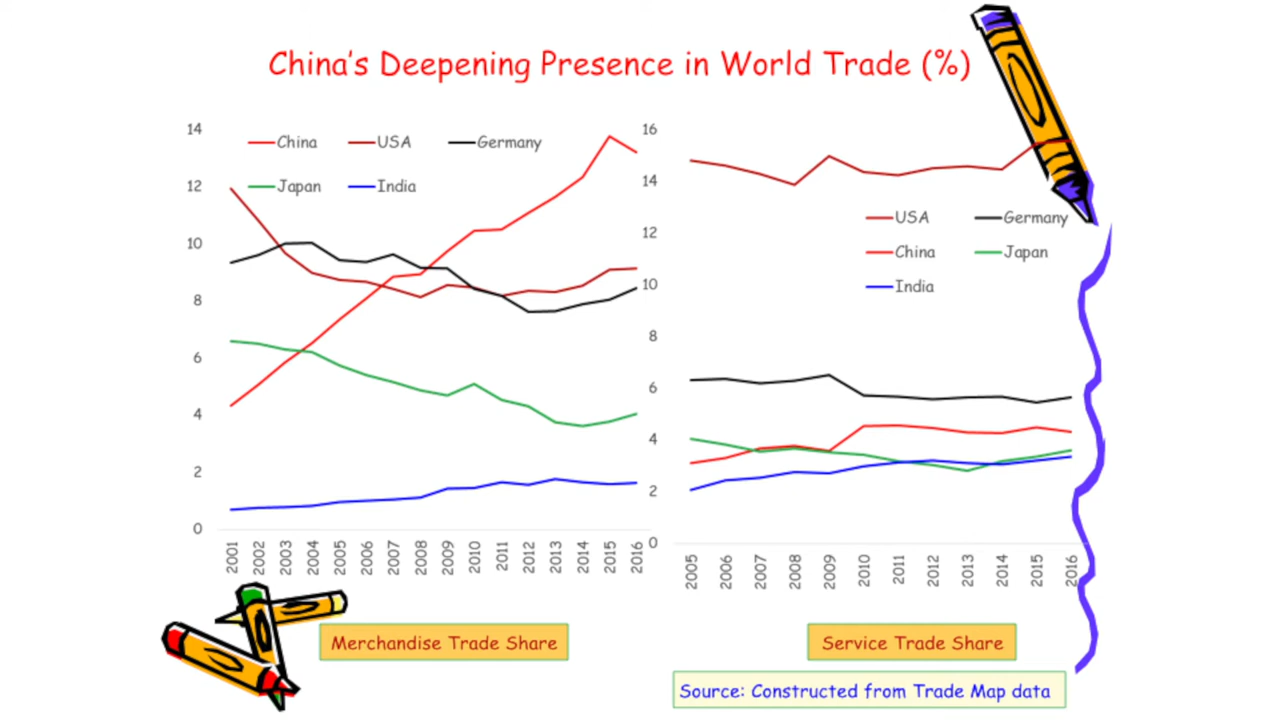 China's Deepening Presence in World Trade (%)
14
12
10
8
6
4
2
0
China USA Germany
Japan India
2001 2002 2003 2004 2005 2006 2007 2008 2009 2010 2011 2012 2013 2014 2015 2016
Merchandise Trade Share
16
14
12
10
8
6
4
2
0
USA Germany
China Japan
India
2005 2006 2007 2008 2009 2010 2011 2012 2013 2014 2015 2016
Service Trade Share
Source: Constructed from Trade Map data